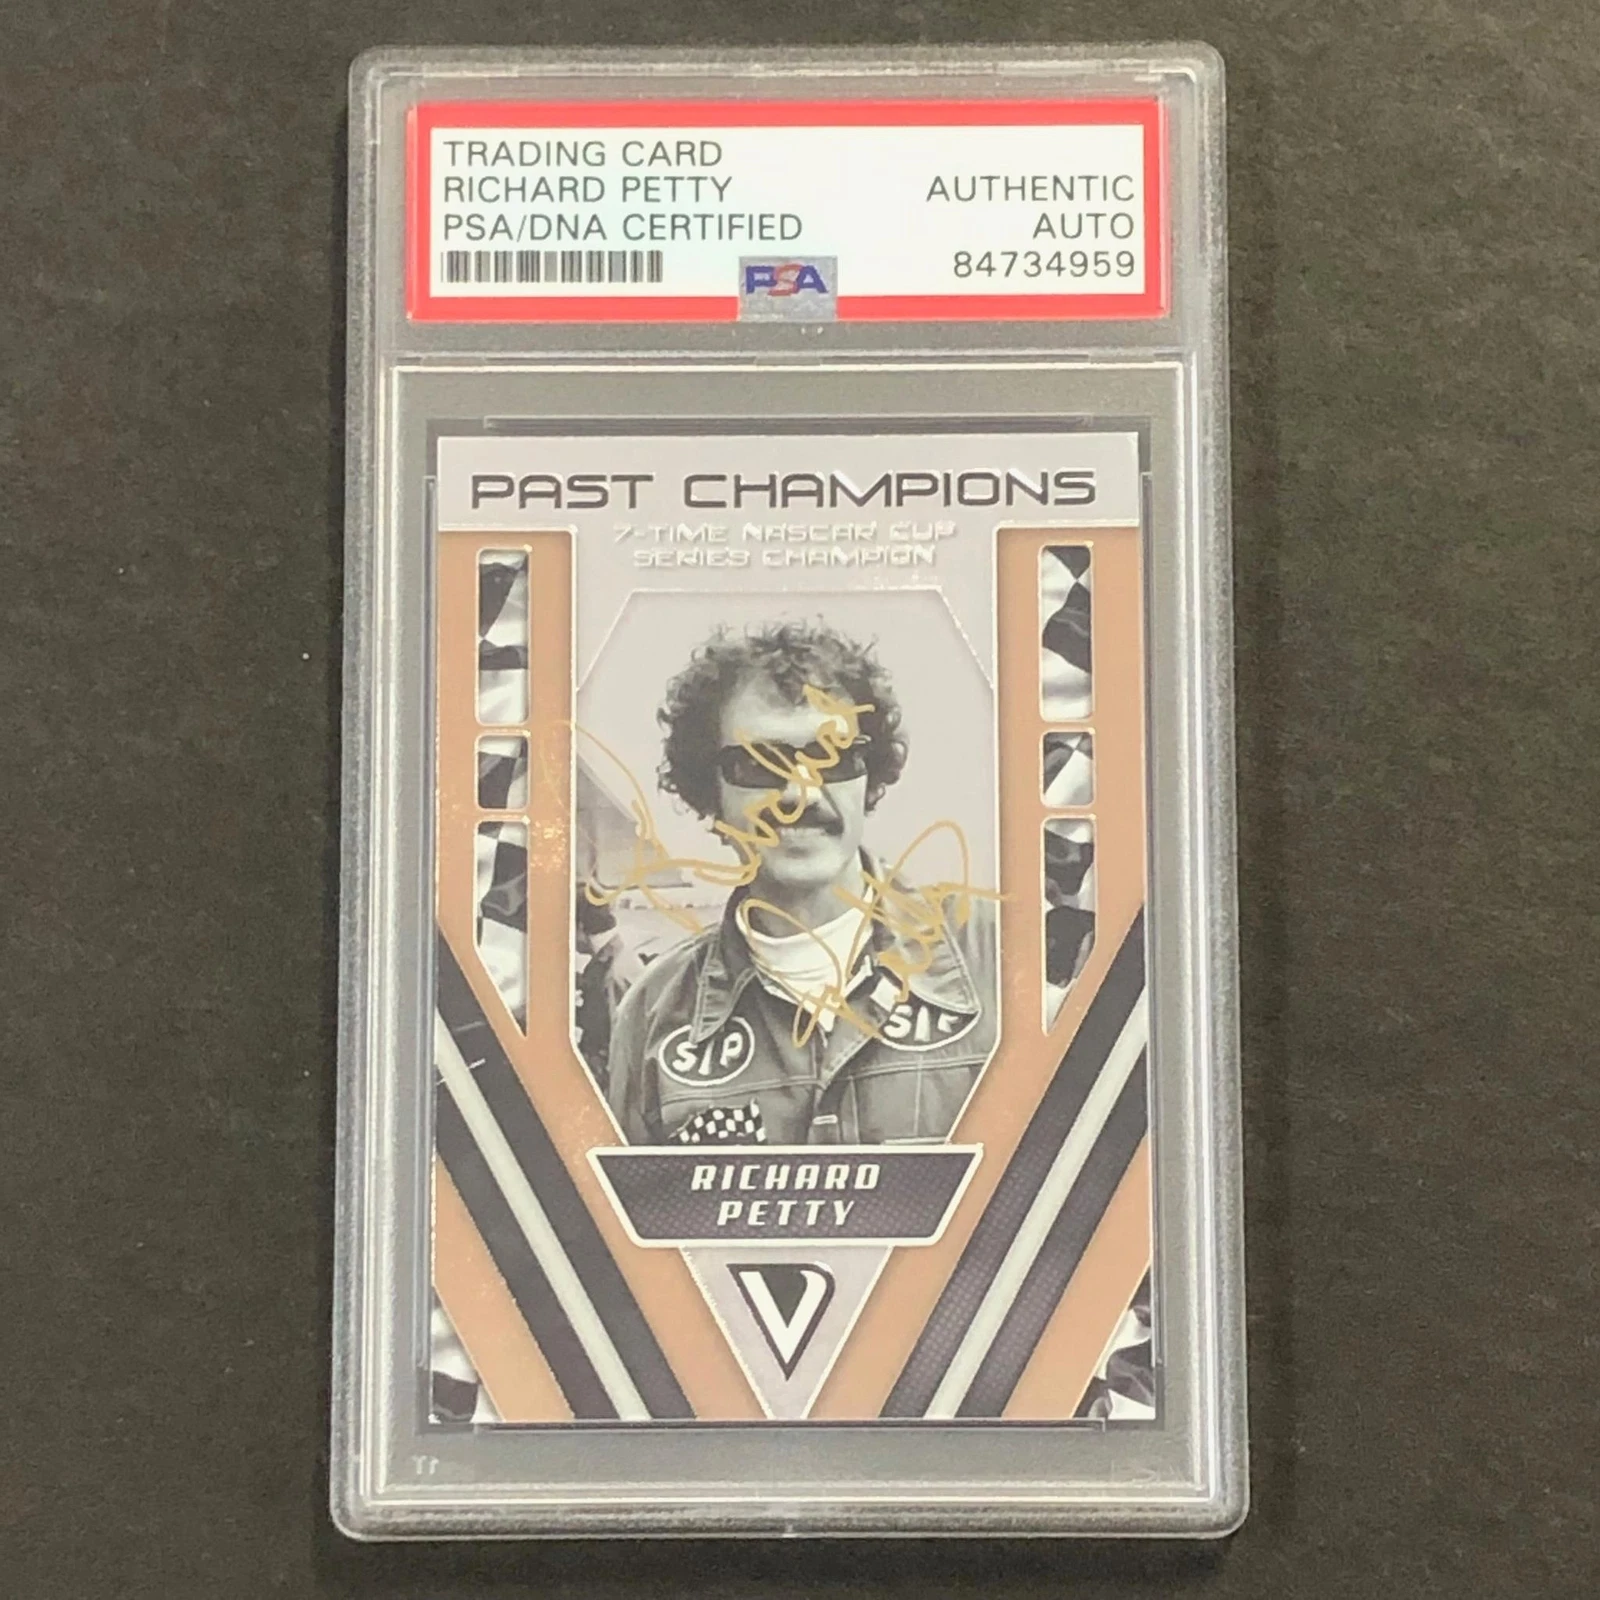 TRADING CARD
RICHARD PETTY
PSA/DNA CERTIFIED
AUTHENTIC
AUTO
84734959
PSA
PAST CHAMPIONS
7-TIME NASCAR CUP
SERIES CHAMPION
Richard
Petty
STP
STP
RICHARD
PETTY
V